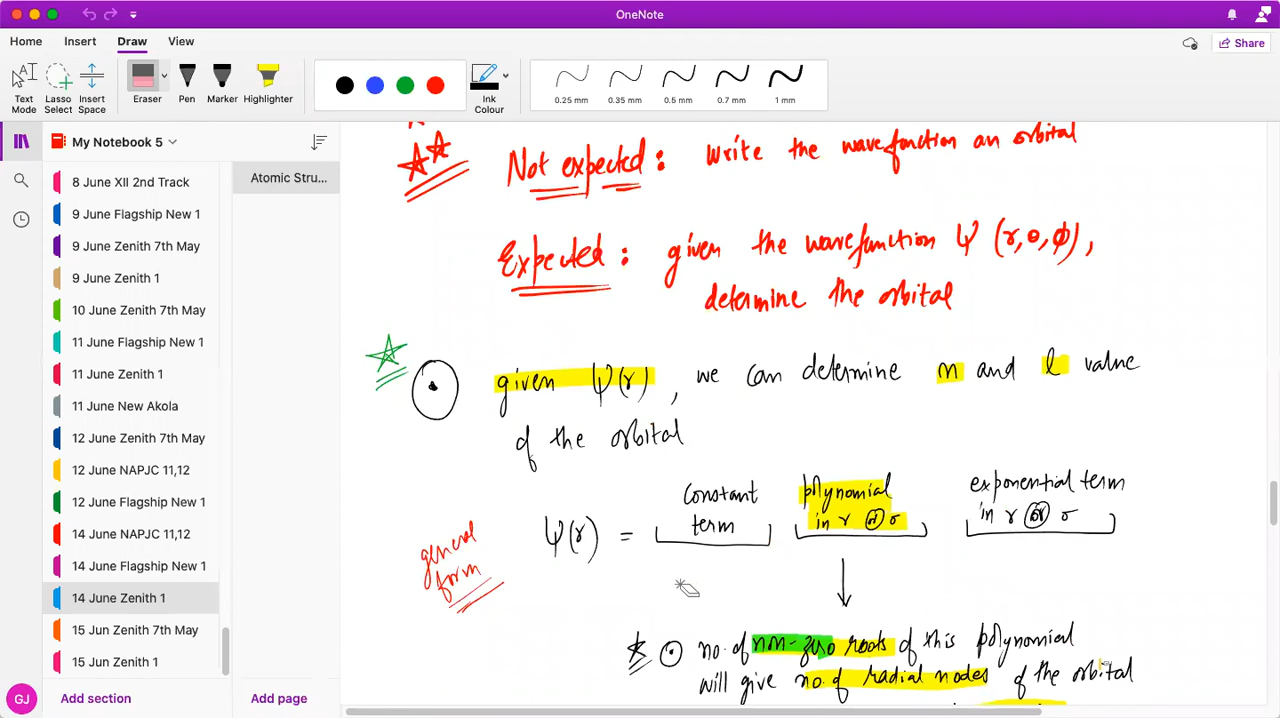 OneNote
Home Insert Draw View
Share
Text Mode
Lasso Select
Insert Space
Eraser
Pen
Marker
Highlighter
Ink Colour
0.25 mm 0.35 mm 0.5 mm 0.7 mm 1 mm
My Notebook 5
8 June XII 2nd Track
9 June Flagship New 1
9 June Zenith 7th May
9 June Zenith 1
10 June Zenith 7th May
11 June Flagship New 1
11 June Zenith 1
11 June New Akola
12 June Zenith 7th May
12 June NAPJC 11,12
12 June Flagship New 1
14 June NAPJC 11,12
14 June Flagship New 1
14 June Zenith 1
15 Jun Zenith 7th May
15 Jun Zenith 1
GJ
Add section
Add page
Atomic Stru...
Not expected : Write the wavefunction an orbital
Expected : given the wavefunction Ψ (r, θ, ϕ),
determine the orbital
given Ψ(r), we can determine n and l value
of the orbital
constant term
polynomial in r or σ
exponential term in r or σ
general form
Ψ(r) =
no. of non-zero roots of this polynomial
will give no. of radial nodes of the orbital